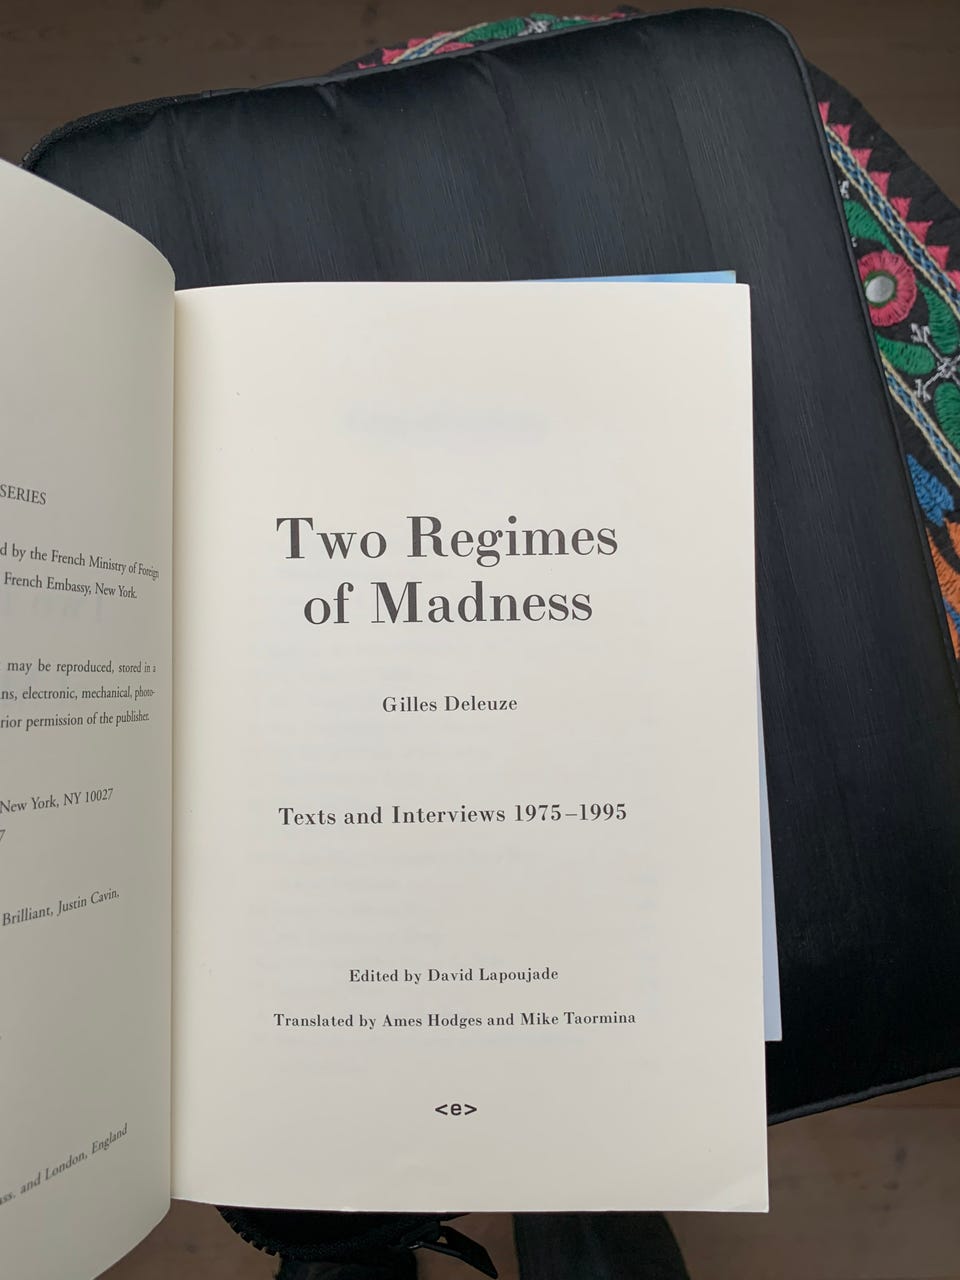 SERIES
d by the French Ministry of Foreign
French Embassy, New York.
may be reproduced, stored in a
ns, electronic, mechanical, photo-
rior permission of the publisher.
New York, NY 10027
7
Brilliant, Justin Cavin,
ss. and London, England
Two Regimes
of Madness
Gilles Deleuze
Texts and Interviews 1975–1995
Edited by David Lapoujade
Translated by Ames Hodges and Mike Taormina
<e>